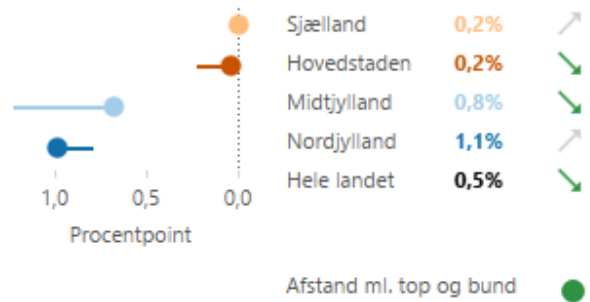 Sjælland 0,2%
Hovedstaden 0,2%
Midtjylland 0,8%
Nordjylland 1,1%
Hele landet 0,5%
1,0 0,5 0,0
Procentpoint
Afstand ml. top og bund